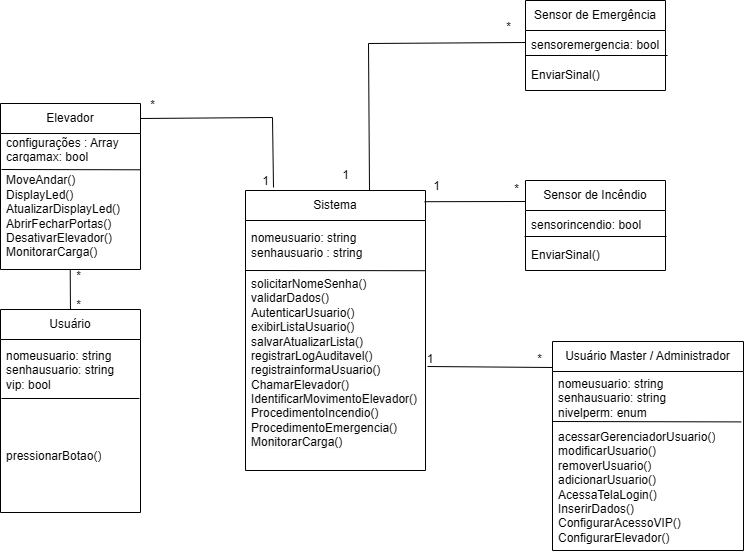 Sensor de Emergência
sensoremergencia: bool
EnviarSinal()
*
Elevador
configurações : Array
cargamax: bool
MoveAndar()
DisplayLed()
AtualizarDisplayLed()
AbrirFecharPortas()
DesativarElevador()
MonitorarCarga()
*
1
1
Sistema
nomeusuario: string
senhausuario : string
solicitarNomeSenha()
validarDados()
AutenticarUsuario()
exibirListaUsuario()
salvarAtualizarLista()
registrarLogAuditavel()
registrainformaUsuario()
ChamarElevador()
IdentificarMovimentoElevador()
ProcedimentoIncendio()
ProcedimentoEmergencia()
MonitorarCarga()
1
*
Sensor de Incêndio
sensorincendio: bool
EnviarSinal()
*
*
Usuário
nomeusuario: string
senhausuario: string
vip: bool
pressionarBotao()
1
*
Usuário Master / Administrador
nomeusuario: string
senhausuario: string
nivelperm: enum
acessarGerenciadorUsuario()
modificarUsuario()
removerUsuario()
adicionarUsuario()
AcessaTelaLogin()
InserirDados()
ConfigurarAcessoVIP()
ConfigurarElevador()